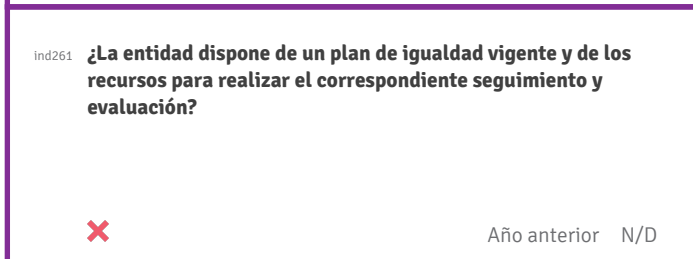 ind261 ¿La entidad dispone de un plan de igualdad vigente y de los
recursos para realizar el correspondiente seguimiento y
evaluación?
Año anterior N/D